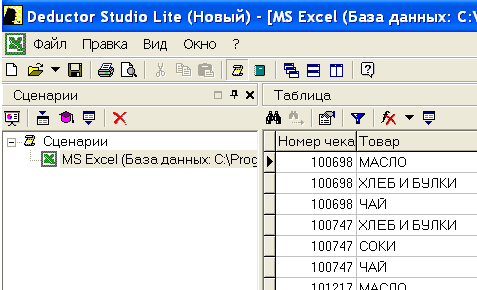 Deductor Studio Lite (Новый) - [MS Excel (База данных: C:\
Файл Правка Вид Окно ?
Сценарии
Таблица
Сценарии
MS Excel (База данных: C:\Prog
Номер чека Товар
100698 МАСЛО
100698 ХЛЕБ И БУЛКИ
100698 ЧАЙ
100747 ХЛЕБ И БУЛКИ
100747 СОКИ
100747 ЧАЙ
101217 МАСЛО